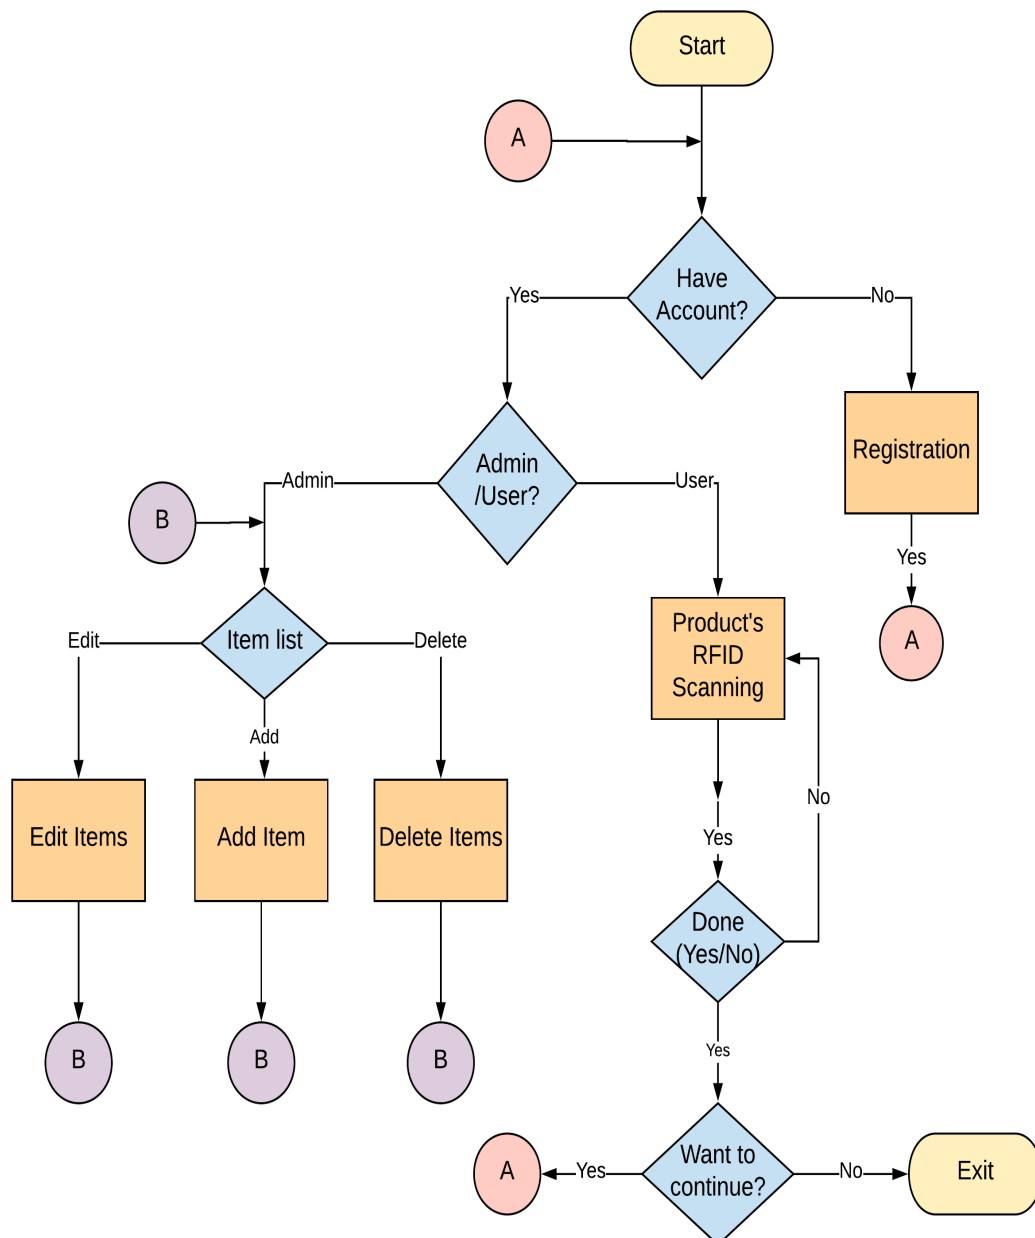 Start
A
Have
Account?
Yes
No
Registration
Admin
/User?
Admin
User
B
Yes
A
Item list
Edit
Delete
Add
Product's
RFID
Scanning
No
Edit Items
Add Item
Delete Items
Yes
Done
(Yes/No)
B
B
B
Yes
Want to
continue?
A
Yes
No
Exit